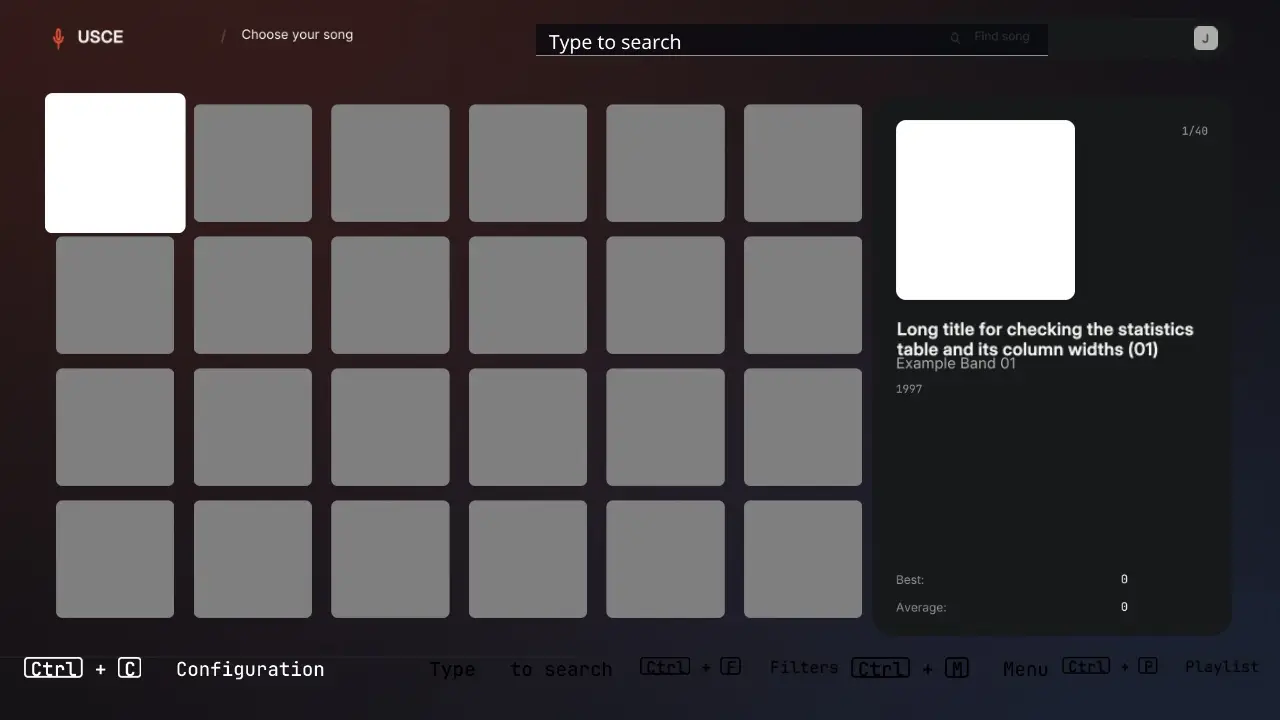 USCE / Choose your song
Type to search
Find song
J
1/40
Long title for checking the statistics
table and its column widths (01)
Example Band 01
1997
Best: 0
Average: 0
Ctrl + C Configuration Type to search Ctrl + F Filters Ctrl + M Menu Ctrl + P Playlist